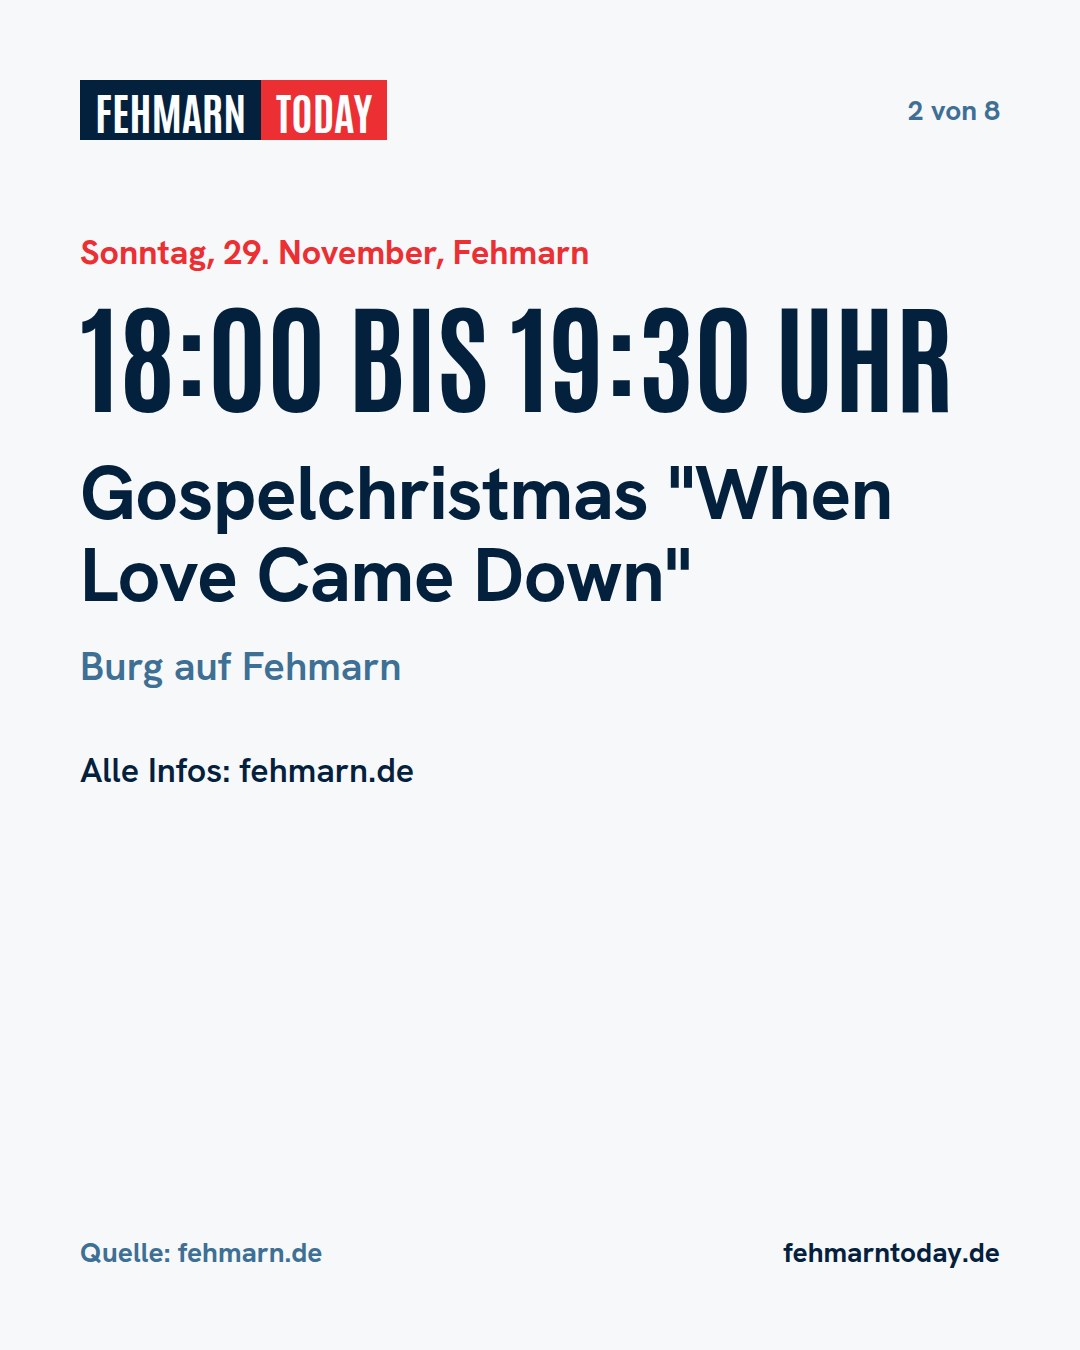 FEHMARN TODAY
2 von 8
Sonntag, 29. November, Fehmarn
18:00 BIS 19:30 UHR
Gospelchristmas "When
Love Came Down"
Burg auf Fehmarn
Alle Infos: fehmarn.de
Quelle: fehmarn.de
fehmarntoday.de